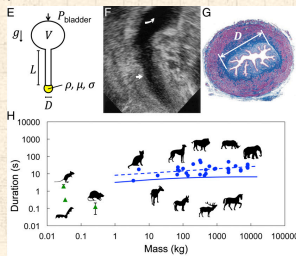 E
P bladder
g
V
L
ρ, μ, σ
D
F
G
D
H
Duration (s)
10000
1000
100
10
1
0.1
0.01
0.01
0.1
1
10
100
1000
10000
100000
Mass (kg)